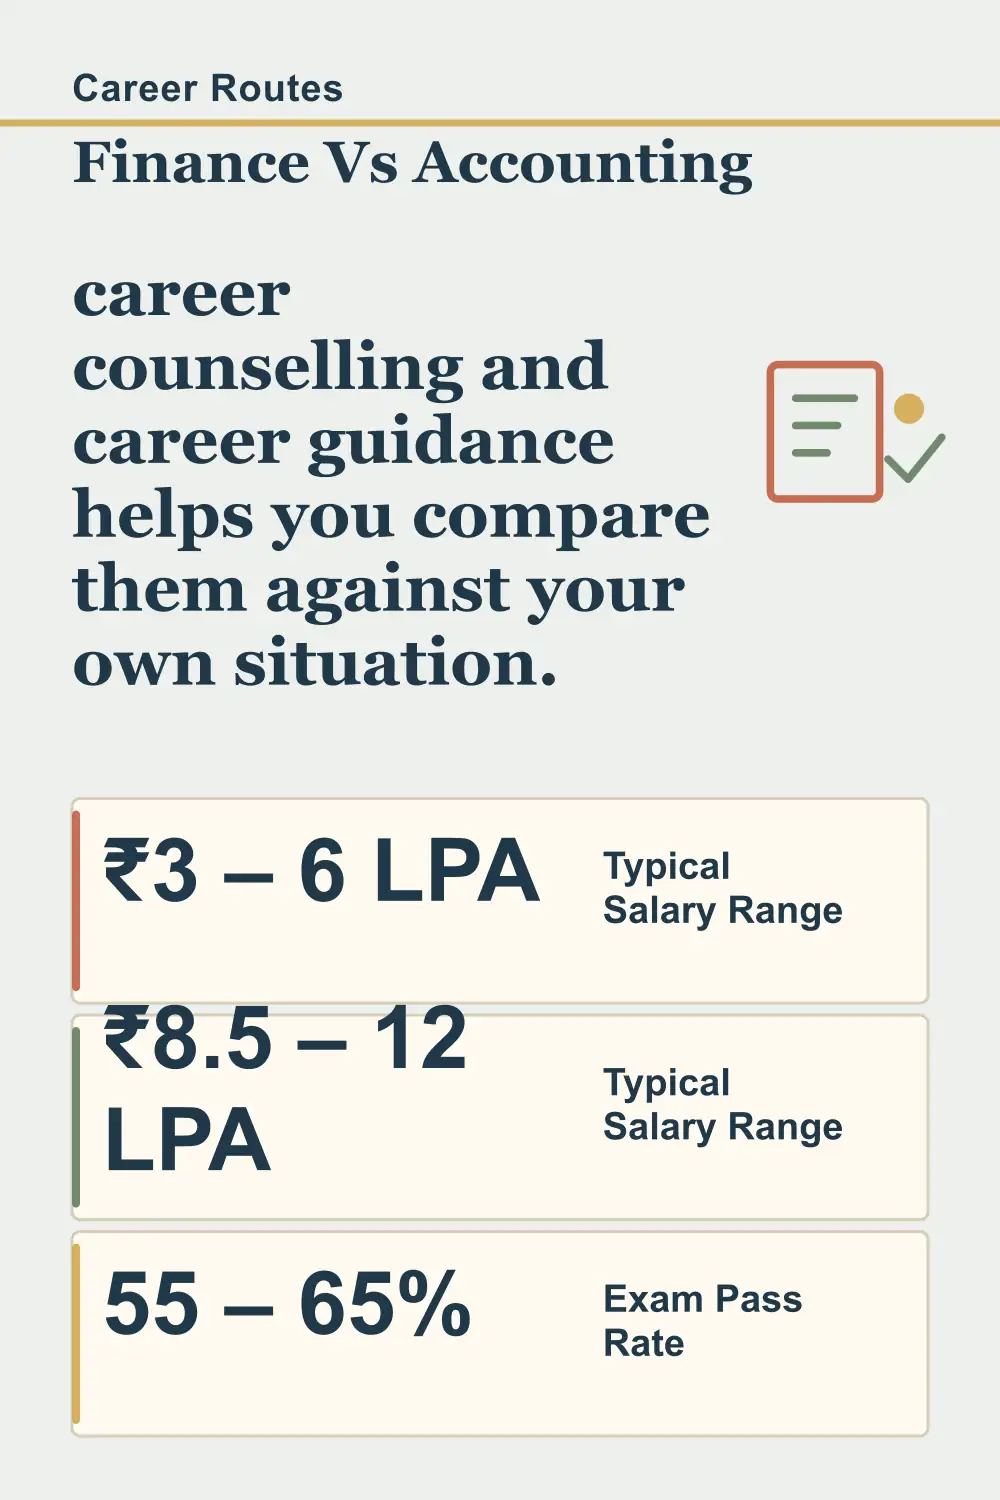 Career Routes
Finance Vs Accounting
career
counselling and
career guidance
helps you compare
them against your
own situation.
₹3 – 6 LPA
Typical
Salary Range
₹8.5 – 12
LPA
Typical
Salary Range
55 – 65%
Exam Pass
Rate